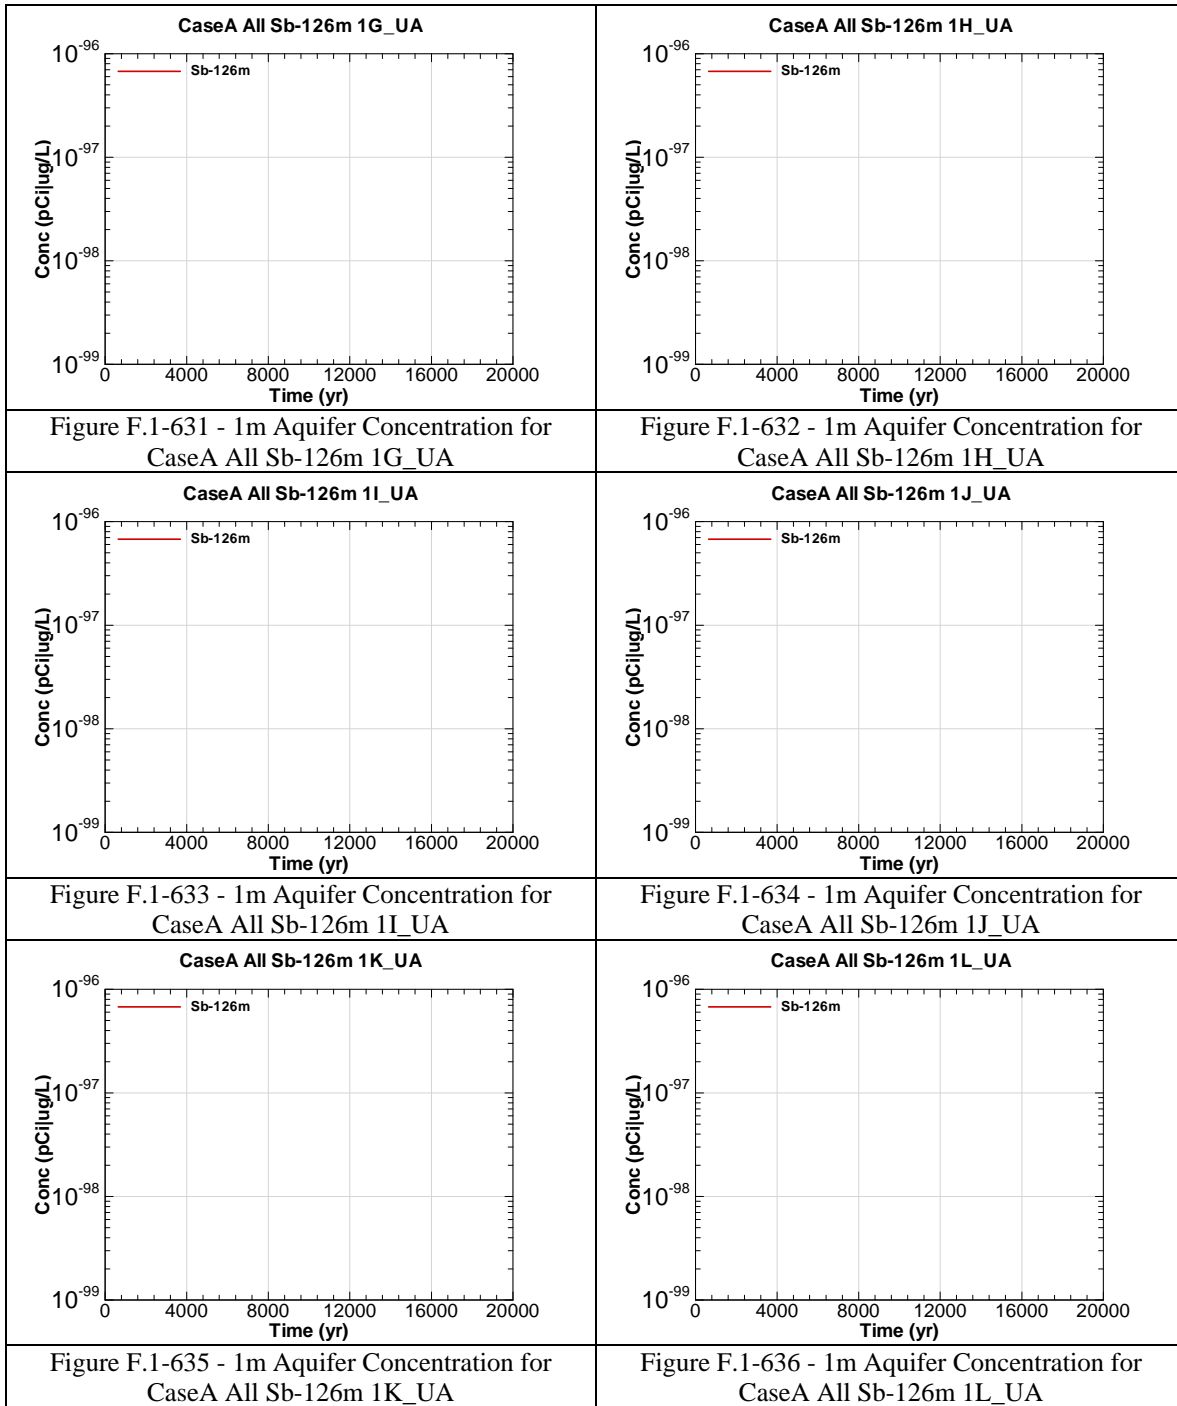 CaseA All Sb-126m 1G_UA
10-96
Sb-126m
10-97
Conc (pCi|ug/L)
10-98
10-99
0 4000 8000 12000 16000 20000
Time (yr)
Figure F.1-631 - 1m Aquifer Concentration for
CaseA All Sb-126m 1G_UA
CaseA All Sb-126m 1H_UA
10-96
Sb-126m
10-97
Conc (pCi|ug/L)
10-98
10-99
0 4000 8000 12000 16000 20000
Time (yr)
Figure F.1-632 - 1m Aquifer Concentration for
CaseA All Sb-126m 1H_UA
CaseA All Sb-126m 1I_UA
10-96
Sb-126m
10-97
Conc (pCi|ug/L)
10-98
10-99
0 4000 8000 12000 16000 20000
Time (yr)
Figure F.1-633 - 1m Aquifer Concentration for
CaseA All Sb-126m 1I_UA
CaseA All Sb-126m 1J_UA
10-96
Sb-126m
10-97
Conc (pCi|ug/L)
10-98
10-99
0 4000 8000 12000 16000 20000
Time (yr)
Figure F.1-634 - 1m Aquifer Concentration for
CaseA All Sb-126m 1J_UA
CaseA All Sb-126m 1K_UA
10-96
Sb-126m
10-97
Conc (pCi|ug/L)
10-98
10-99
0 4000 8000 12000 16000 20000
Time (yr)
Figure F.1-635 - 1m Aquifer Concentration for
CaseA All Sb-126m 1K_UA
CaseA All Sb-126m 1L_UA
10-96
Sb-126m
10-97
Conc (pCi|ug/L)
10-98
10-99
0 4000 8000 12000 16000 20000
Time (yr)
Figure F.1-636 - 1m Aquifer Concentration for
CaseA All Sb-126m 1L_UA